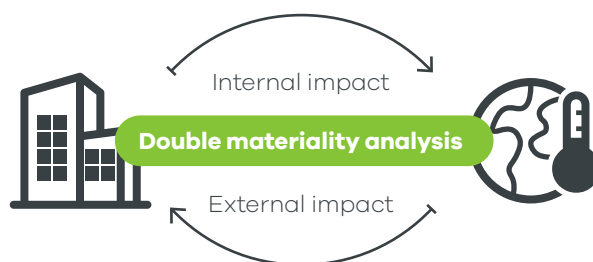 Internal impact
Double materiality analysis
External impact